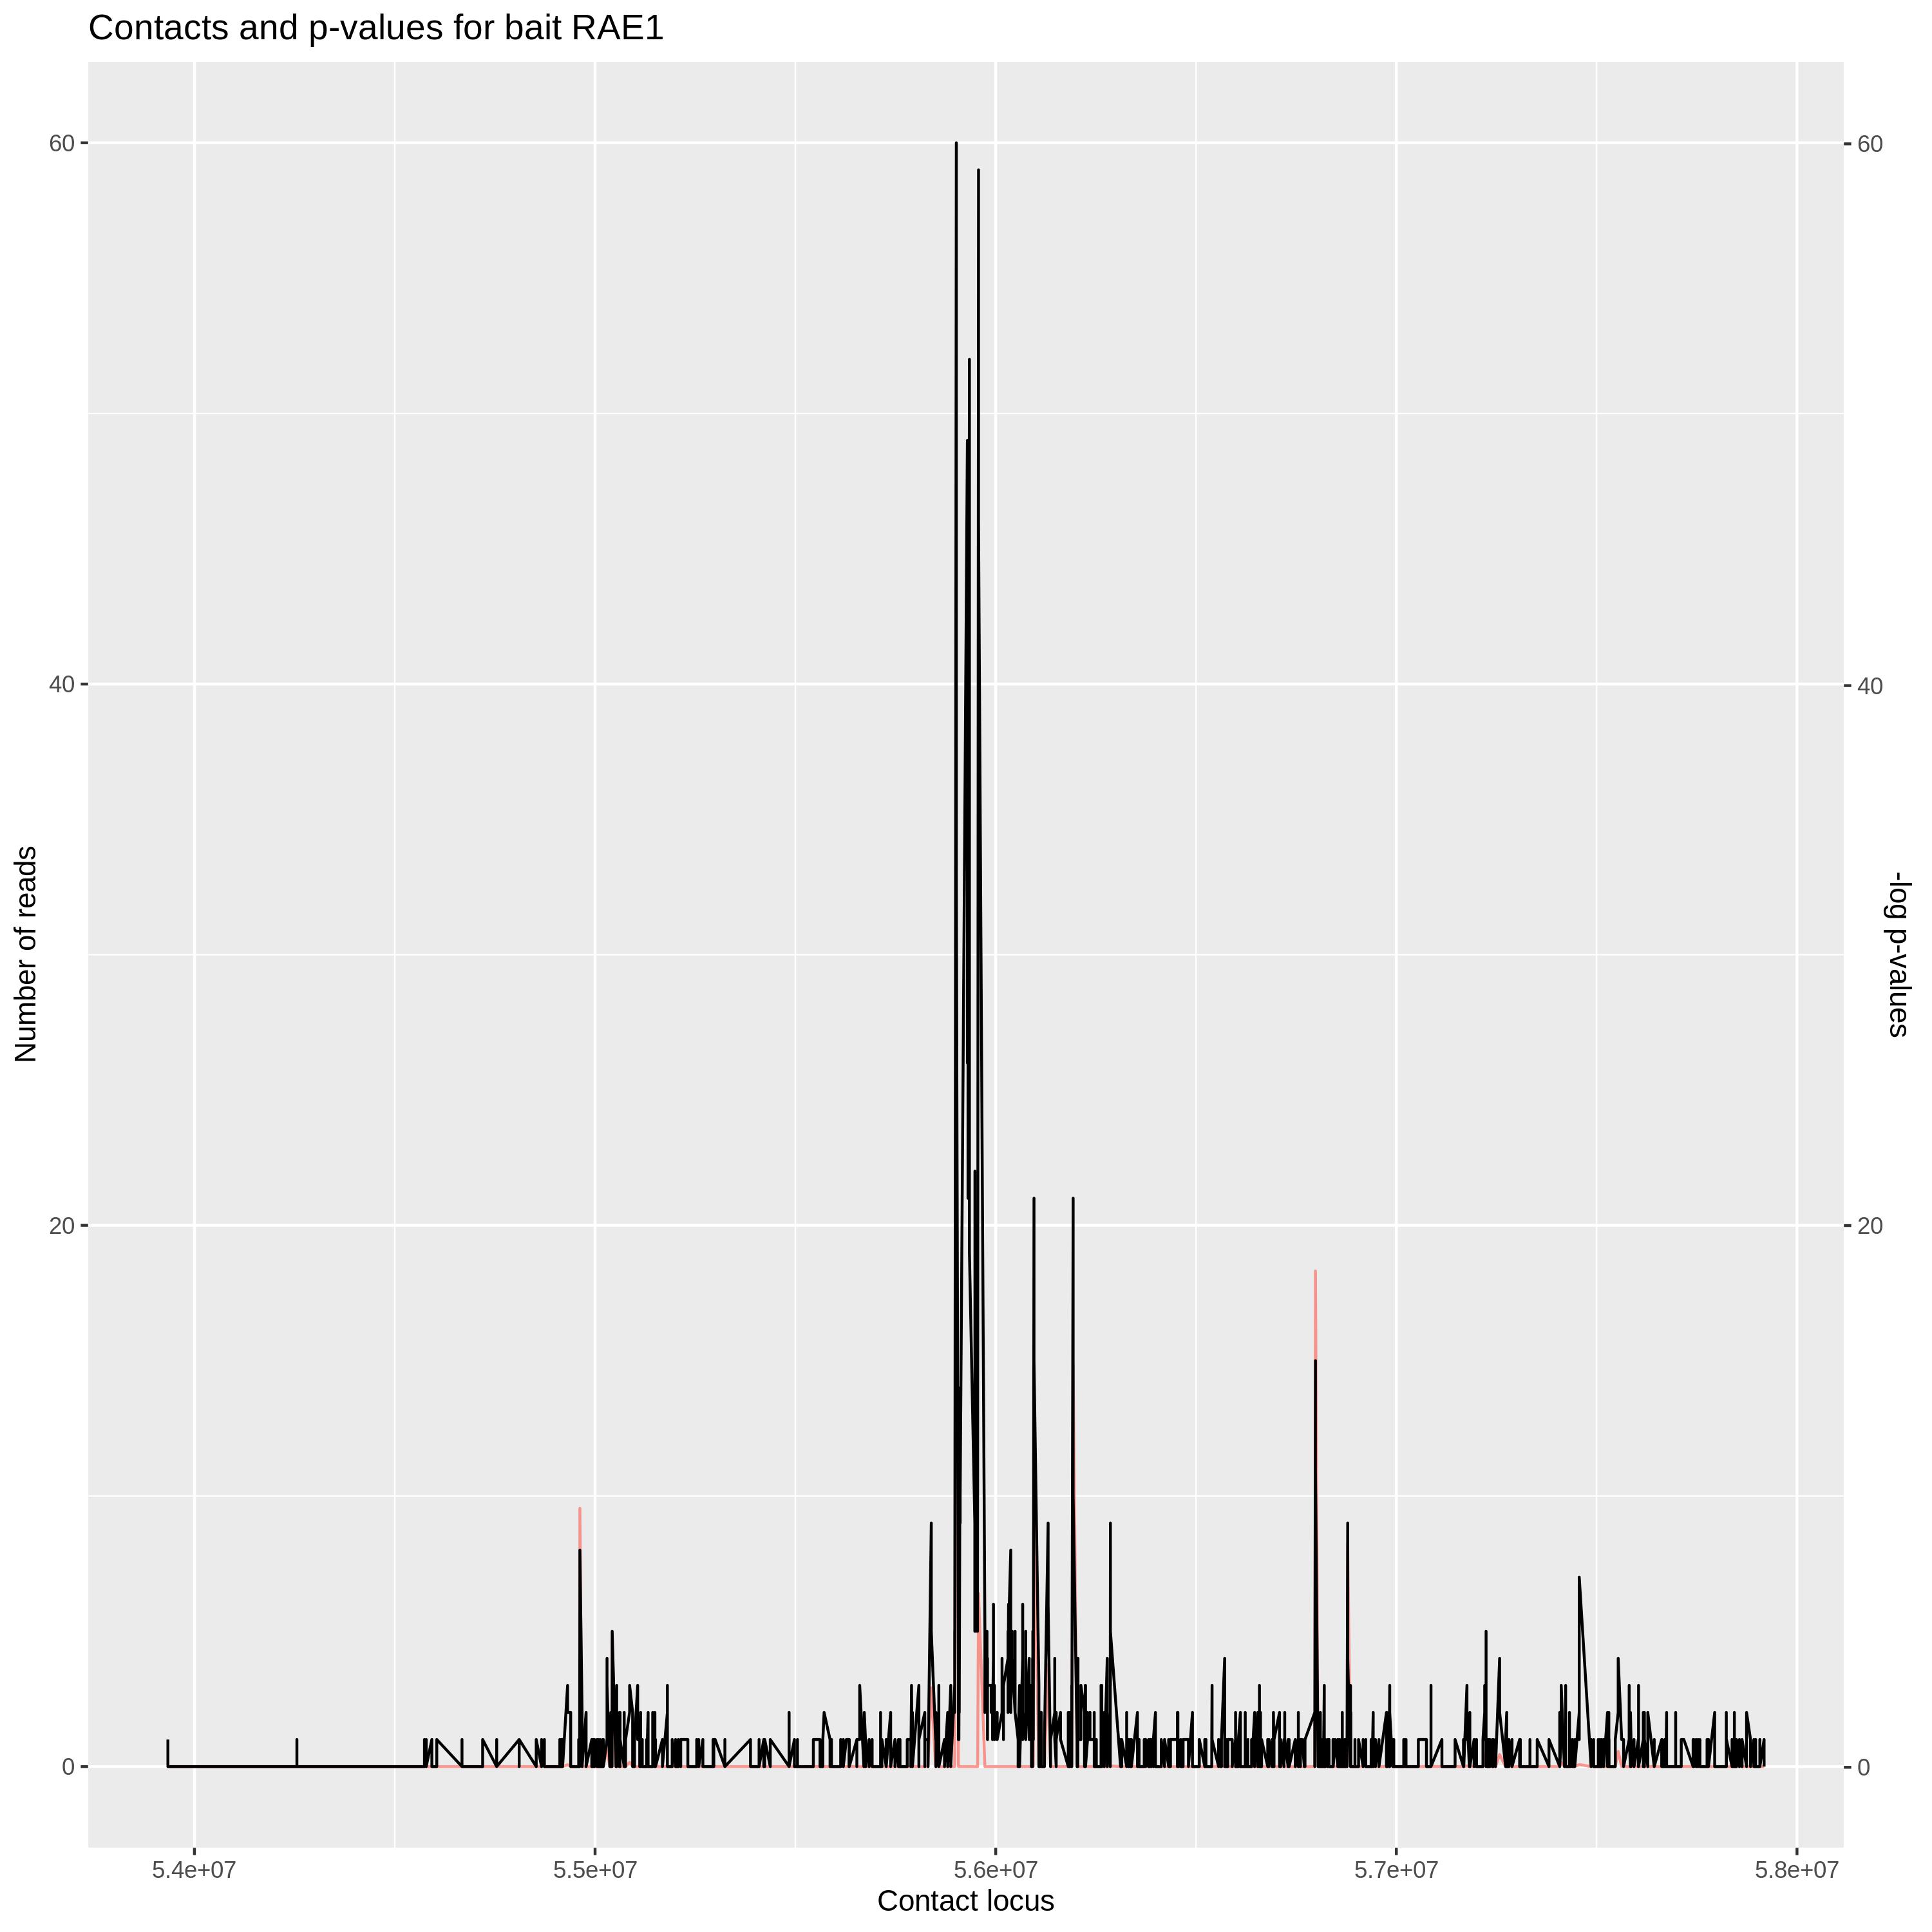 Contacts and p-values for bait RAE1
60
40
20
0
60
40
20
0
Number of reads
-log p-values
5.4e+07
5.5e+07
5.6e+07
5.7e+07
5.8e+07
Contact locus